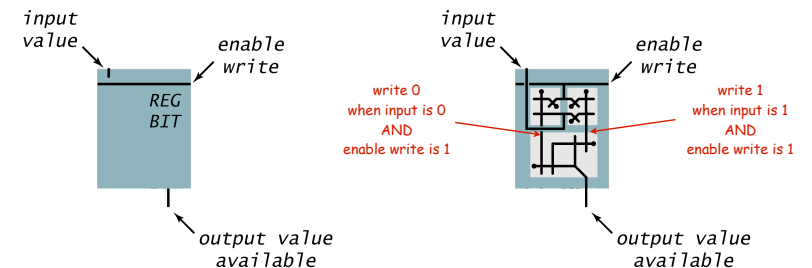 input
value
enable
write
REG
BIT
output value
available
input
value
enable
write
write 0
when input is 0
AND
enable write is 1
write 1
when input is 1
AND
enable write is 1
output value
available